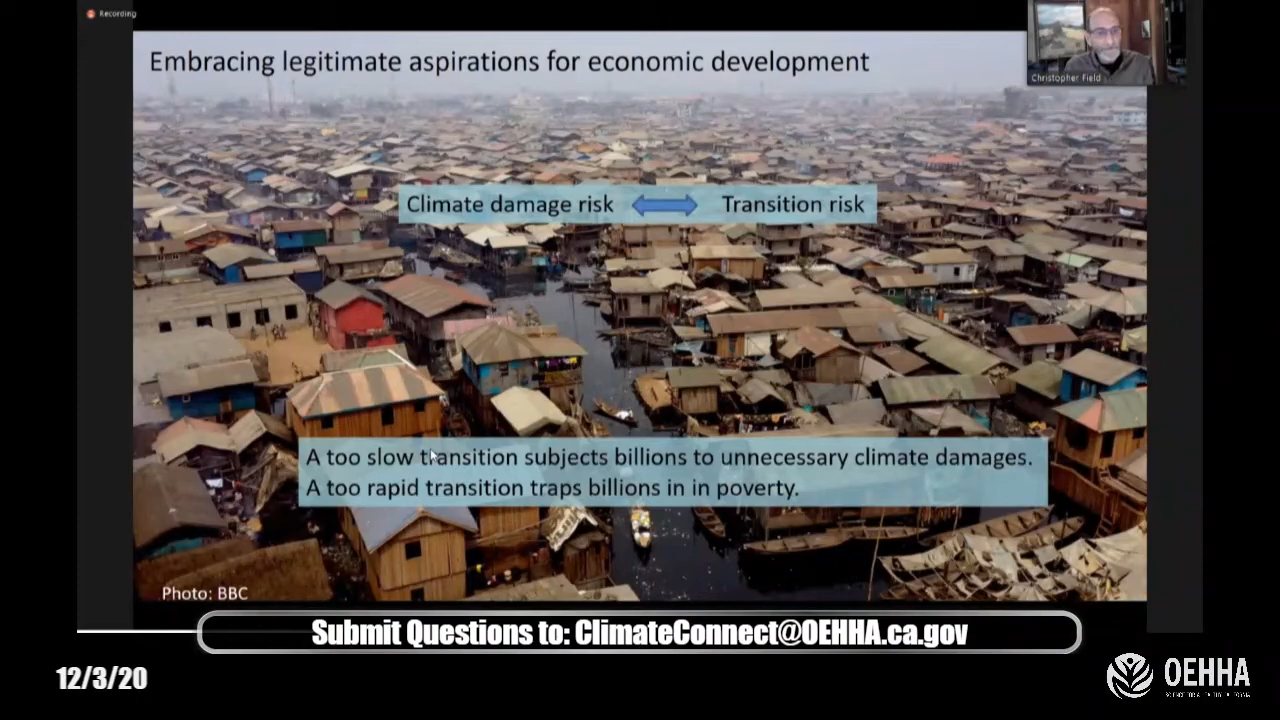 Recording
Embracing legitimate aspirations for economic development
Christopher Field
Climate damage risk
Transition risk
A too slow transition subjects billions to unnecessary climate damages.
A too rapid transition traps billions in in poverty.
Photo: BBC
Submit Questions to: ClimateConnect@OEHHA.ca.gov
12/3/20
OEHHA